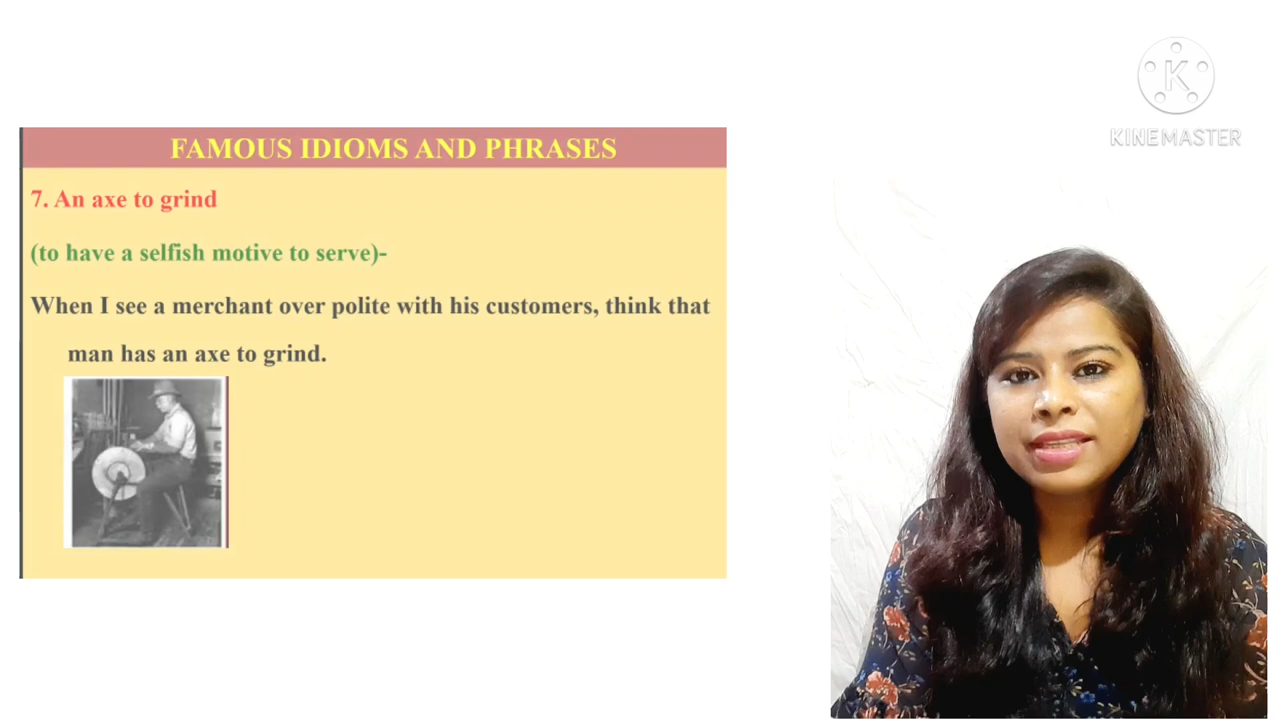 FAMOUS IDIOMS AND PHRASES
7. An axe to grind
(to have a selfish motive to serve)-
When I see a merchant over polite with his customers, think that
man has an axe to grind.
K
KINEMASTER